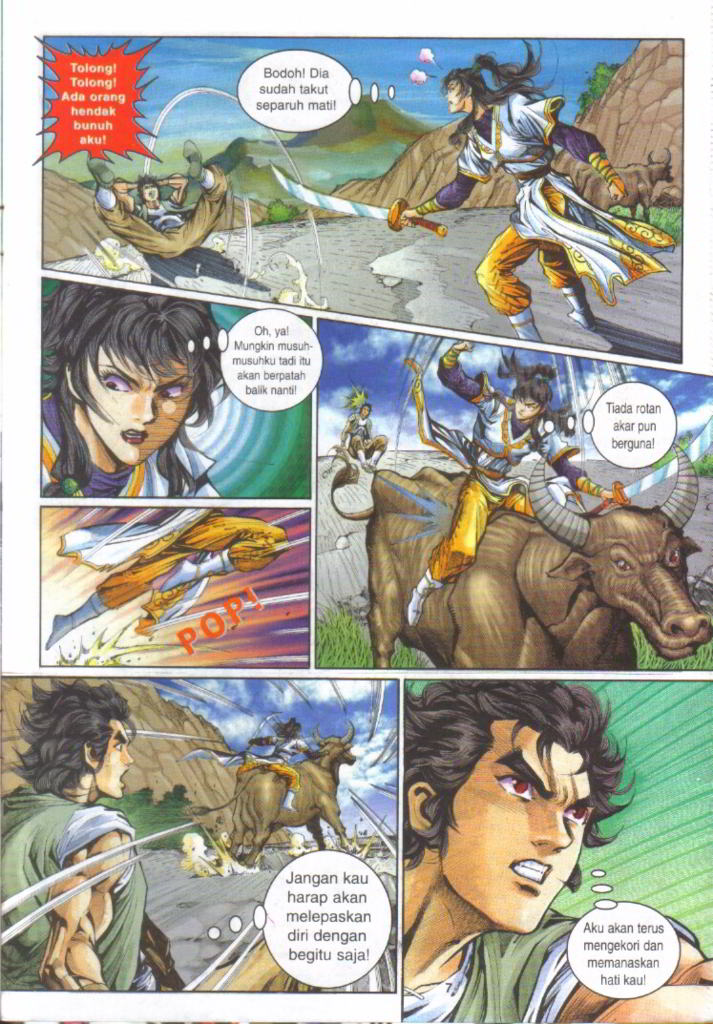 Tolong!
Tolong!
Ada orang
hendak
bunuh
aku!
Bodoh! Dia
sudah takut
separuh mati!
Oh, ya!
Mungkin musuh-
musuhku tadi itu
akan berpatah
balik nanti!
Tiada rotan
akar pun
berguna!
POP!
Jangan kau
harap akan
melepaskan
diri dengan
begitu saja!
Aku akan terus
mengekori dan
memanaskan
hati kau!
7